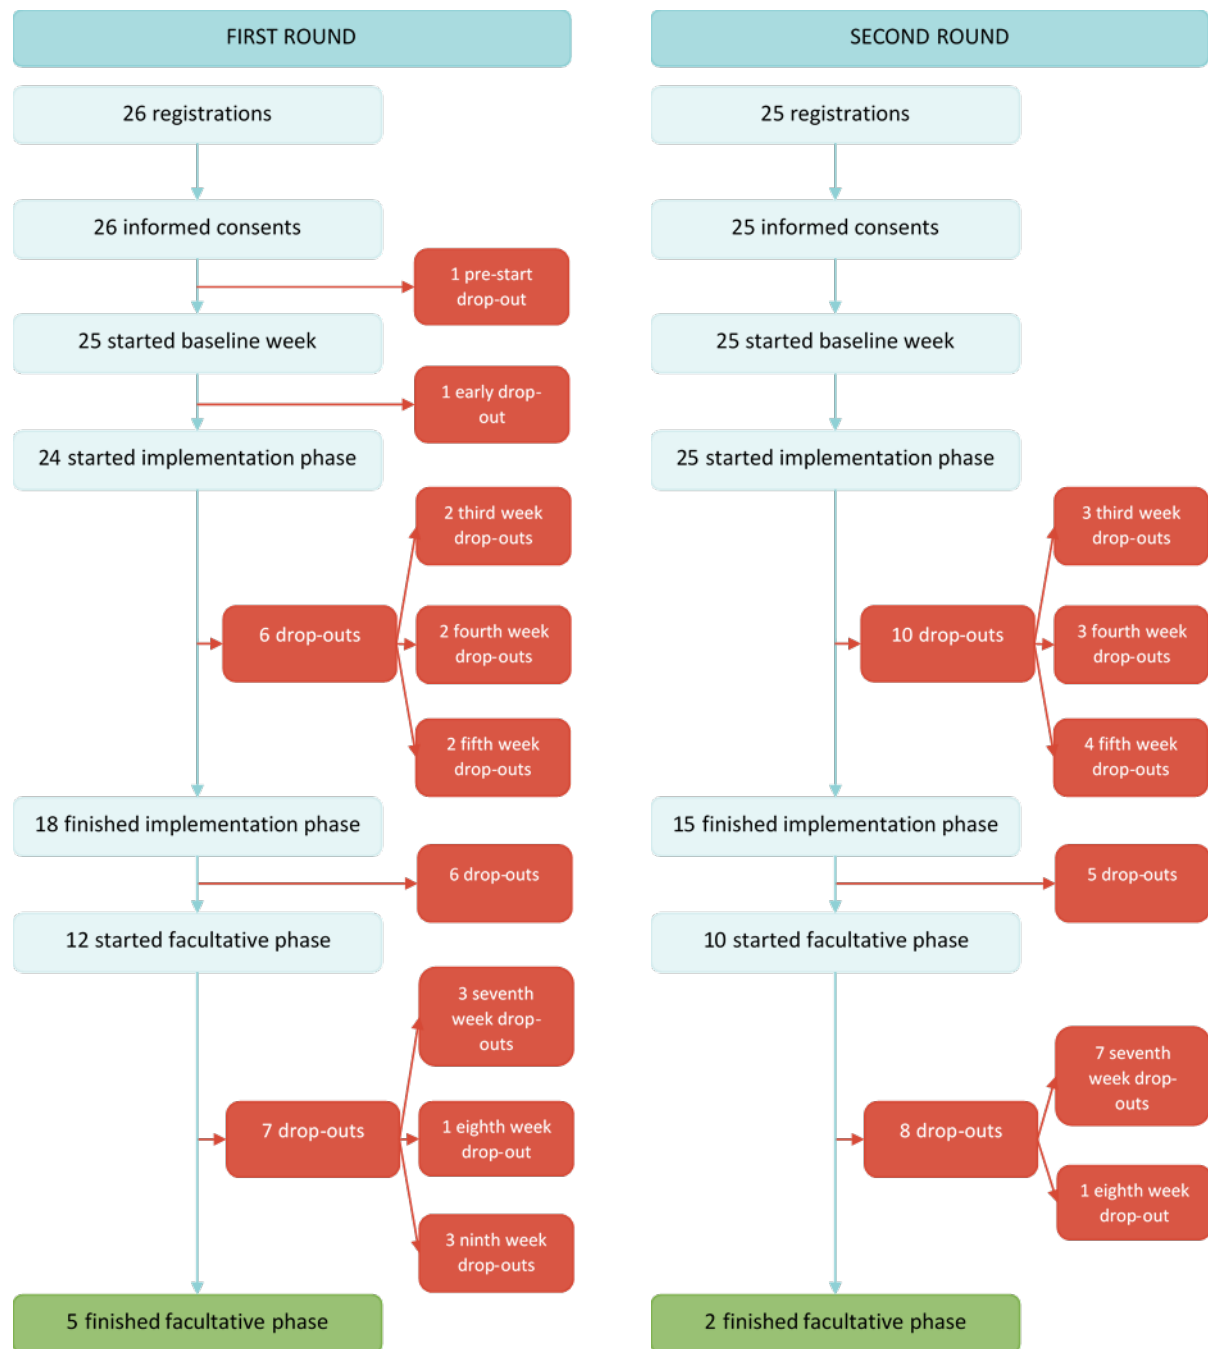 FIRST ROUND
26 registrations
26 informed consents
1 pre-start
drop-out
25 started baseline week
1 early drop-
out
24 started implementation phase
2 third week
drop-outs
6 drop-outs
2 fourth week
drop-outs
2 fifth week
drop-outs
18 finished implementation phase
6 drop-outs
12 started facultative phase
3 seventh
week drop-
outs
7 drop-outs
1 eighth week
drop-out
3 ninth week
drop-outs
5 finished facultative phase
SECOND ROUND
25 registrations
25 informed consents
25 started baseline week
25 started implementation phase
3 third week
drop-outs
10 drop-outs
3 fourth week
drop-outs
4 fifth week
drop-outs
15 finished implementation phase
5 drop-outs
10 started facultative phase
7 seventh
week drop-
outs
8 drop-outs
1 eighth week
drop-out
2 finished facultative phase